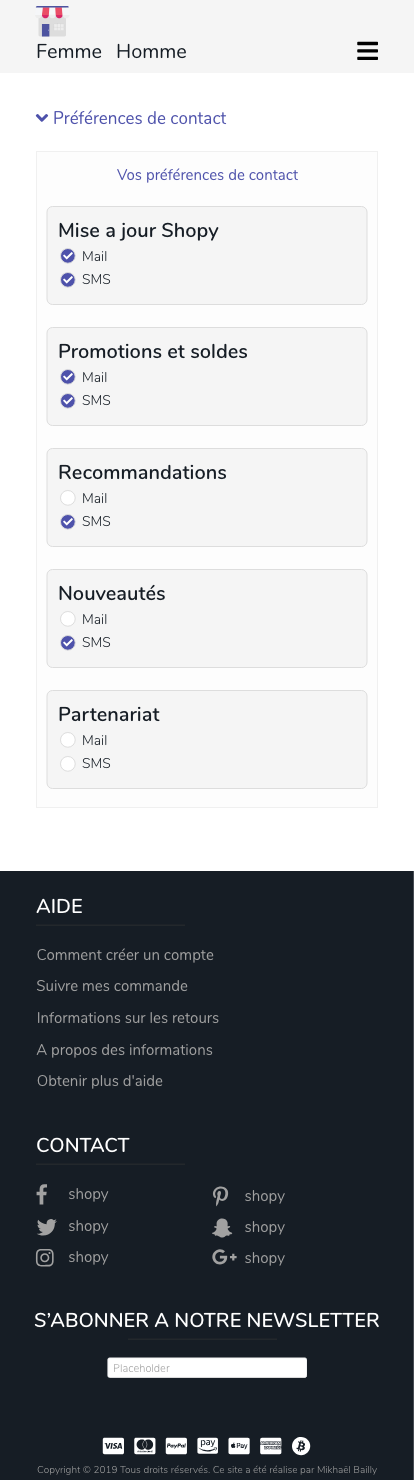 Femme Homme
Préférences de contact
Vos préférences de contact
Mise a jour Shopy
Mail
SMS
Promotions et soldes
Mail
SMS
Recommandations
Mail
SMS
Nouveautés
Mail
SMS
Partenariat
Mail
SMS
AIDE
Comment créer un compte
Suivre mes commande
Informations sur les retours
A propos des informations
Obtenir plus d'aide
CONTACT
shopy shopy
shopy shopy
shopy shopy
S’ABONNER A NOTRE NEWSLETTER
Placeholder
VISA PayPal pay Pay
Copyright © 2019 Tous droits réservés. Ce site a été réalise par Mikhaël Bailly